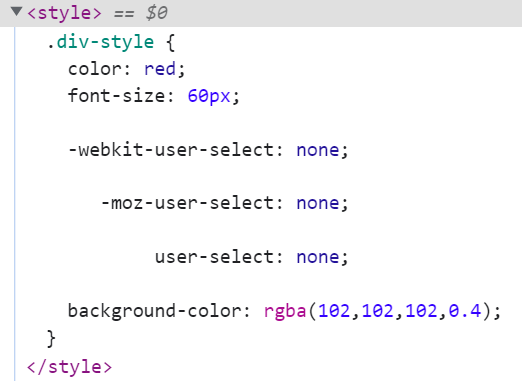 ▼<style> == $0
.div-style {
color: red;
font-size: 60px;
-webkit-user-select: none;
-moz-user-select: none;
user-select: none;
background-color: rgba(102,102,102,0.4);
}
</style>